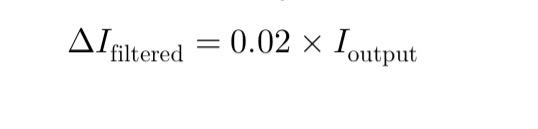 ΔI_filtered = 0.02 × I_output